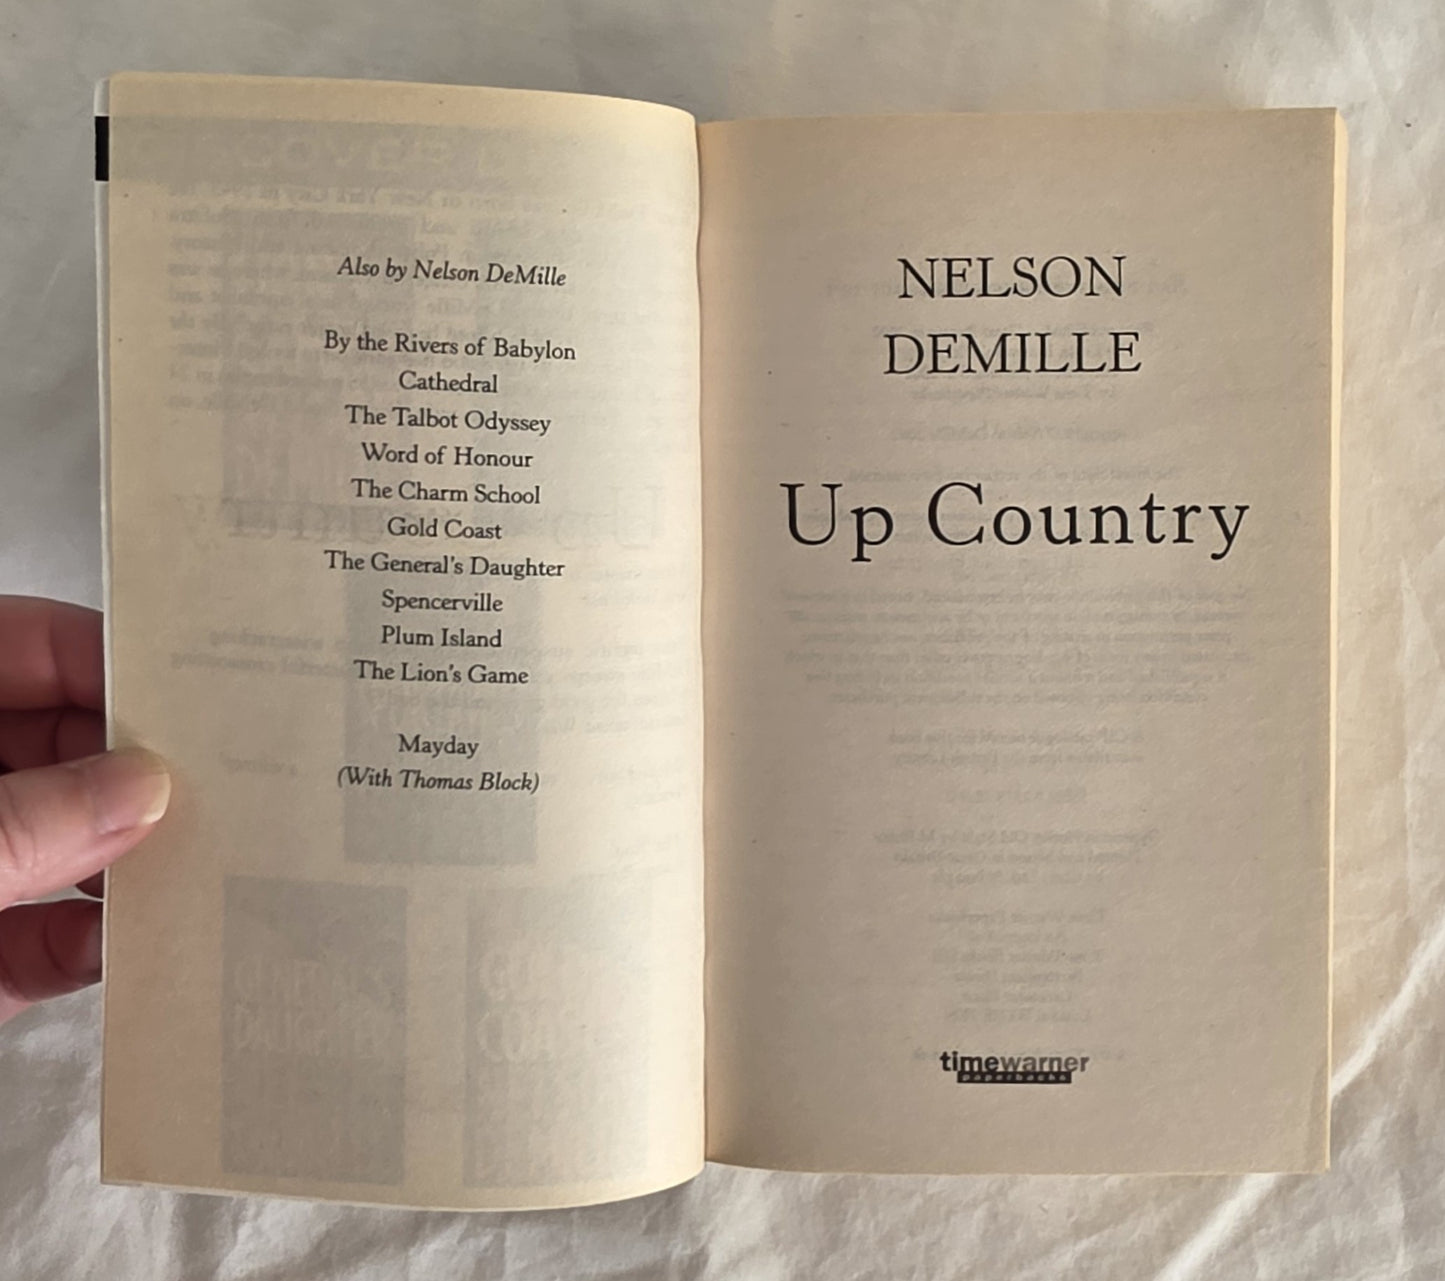 Also by Nelson DeMille
By the Rivers of Babylon
Cathedral
The Talbot Odyssey
Word of Honour
The Charm School
Gold Coast
The General's Daughter
Spencerville
Plum Island
The Lion's Game
Mayday
(With Thomas Block)
NELSON
DEMILLE
Up Country
timewarner
paperbacks